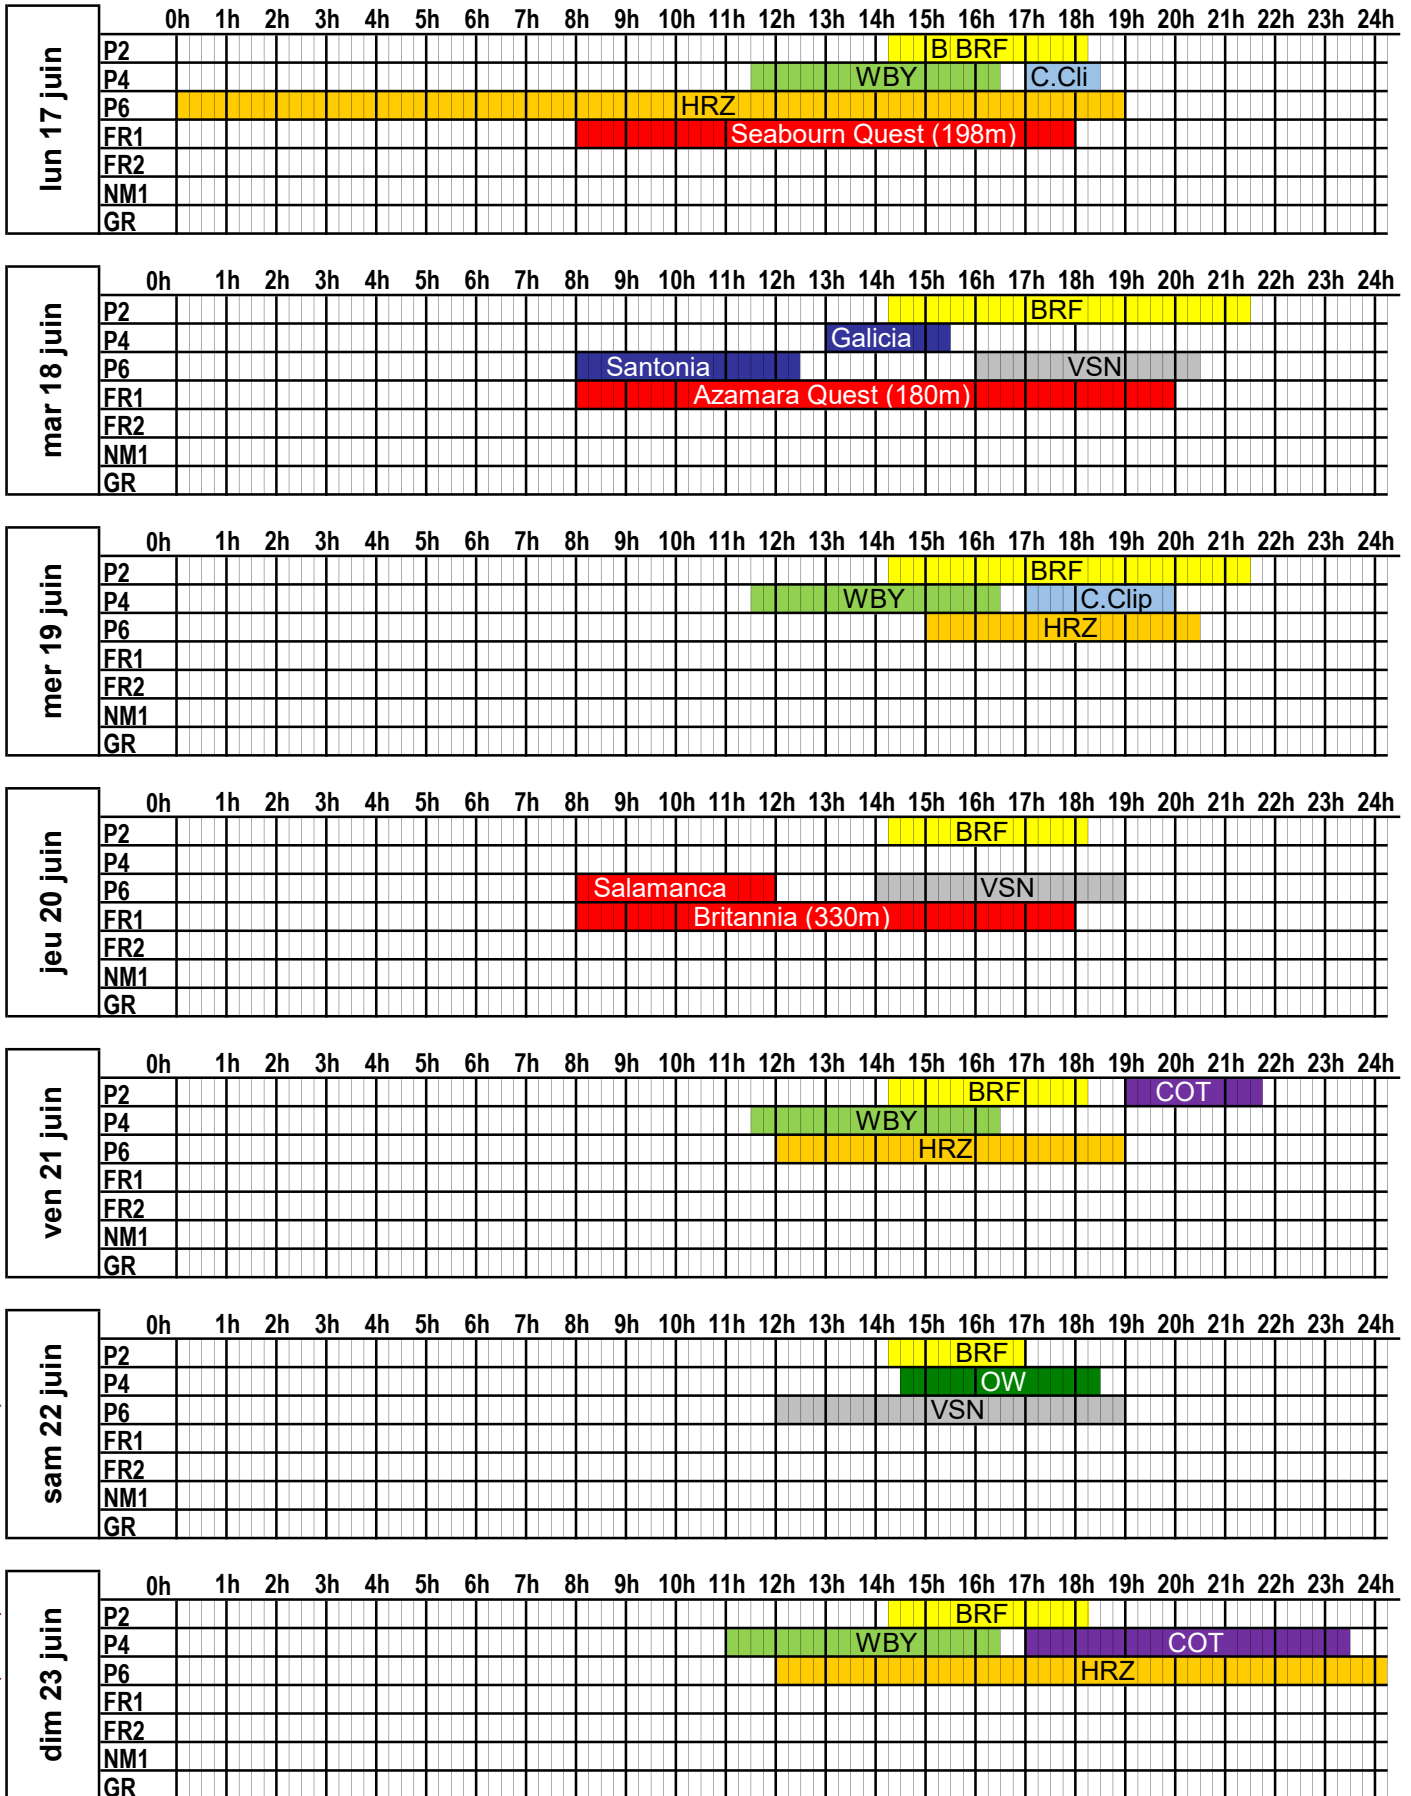 0h 1h 2h 3h 4h 5h 6h 7h 8h 9h 10h 11h 12h 13h 14h 15h 16h 17h 18h 19h 20h 21h 22h 23h 24h
lun 17 juin
P2 B BRF
P4 WBY C.Cli
P6 HRZ
FR1 Seabourn Quest (198m)
FR2
NM1
GR
0h 1h 2h 3h 4h 5h 6h 7h 8h 9h 10h 11h 12h 13h 14h 15h 16h 17h 18h 19h 20h 21h 22h 23h 24h
mar 18 juin
P2 BRF
P4 Galicia
P6 Santonia VSN
FR1 Azamara Quest (180m)
FR2
NM1
GR
0h 1h 2h 3h 4h 5h 6h 7h 8h 9h 10h 11h 12h 13h 14h 15h 16h 17h 18h 19h 20h 21h 22h 23h 24h
mer 19 juin
P2 BRF
P4 WBY C.Clip
P6 HRZ
FR1
FR2
NM1
GR
0h 1h 2h 3h 4h 5h 6h 7h 8h 9h 10h 11h 12h 13h 14h 15h 16h 17h 18h 19h 20h 21h 22h 23h 24h
jeu 20 juin
P2 BRF
P4
P6 Salamanca VSN
FR1 Britannia (330m)
FR2
NM1
GR
0h 1h 2h 3h 4h 5h 6h 7h 8h 9h 10h 11h 12h 13h 14h 15h 16h 17h 18h 19h 20h 21h 22h 23h 24h
ven 21 juin
P2 BRF COT
P4 WBY
P6 HRZ
FR1
FR2
NM1
GR
0h 1h 2h 3h 4h 5h 6h 7h 8h 9h 10h 11h 12h 13h 14h 15h 16h 17h 18h 19h 20h 21h 22h 23h 24h
sam 22 juin
P2 BRF
P4 OW
P6 VSN
FR1
FR2
NM1
GR
0h 1h 2h 3h 4h 5h 6h 7h 8h 9h 10h 11h 12h 13h 14h 15h 16h 17h 18h 19h 20h 21h 22h 23h 24h
dim 23 juin
P2 BRF
P4 WBY COT
P6 HRZ
FR1
FR2
NM1
GR